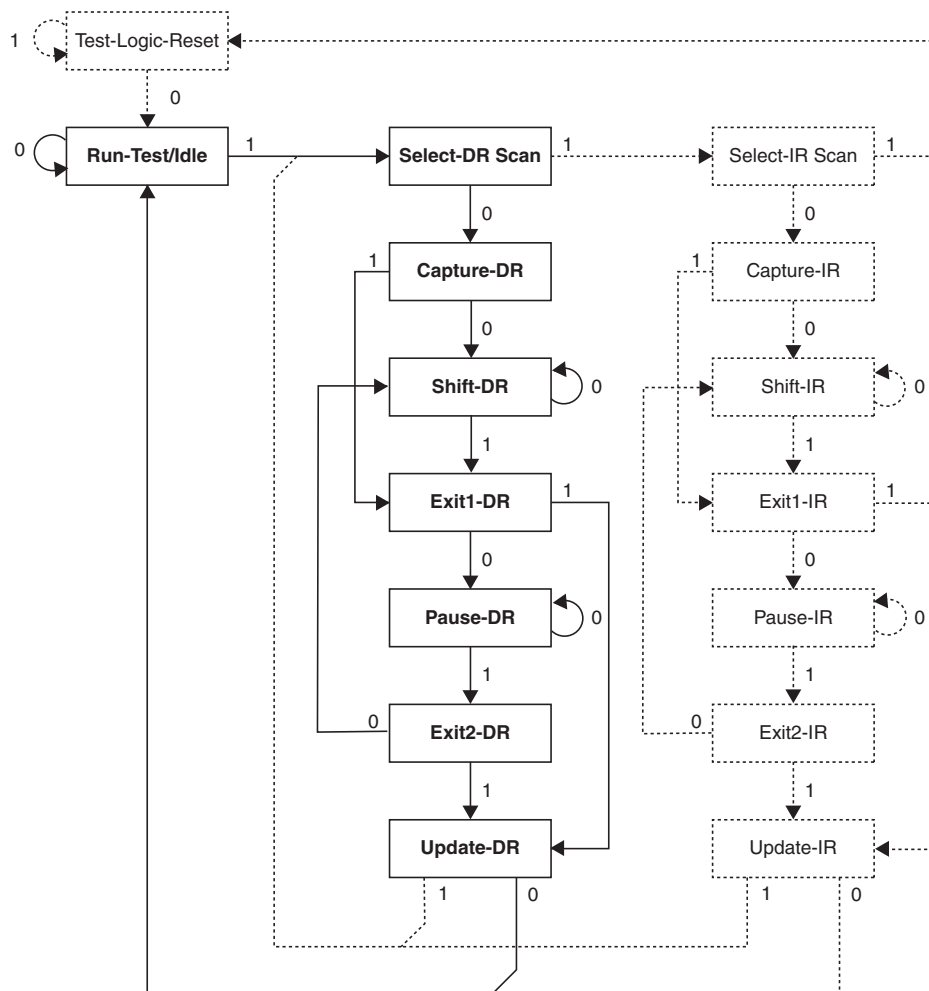 1
Test-Logic-Reset
0
0
Run-Test/Idle
1
Select-DR Scan
1
Select-IR Scan
1
0
0
1
Capture-DR
1
Capture-IR
0
0
Shift-DR
0
Shift-IR
0
1
1
Exit1-DR
1
Exit1-IR
1
0
0
Pause-DR
0
Pause-IR
0
1
1
0
Exit2-DR
0
Exit2-IR
1
1
Update-DR
Update-IR
1
0
1
0